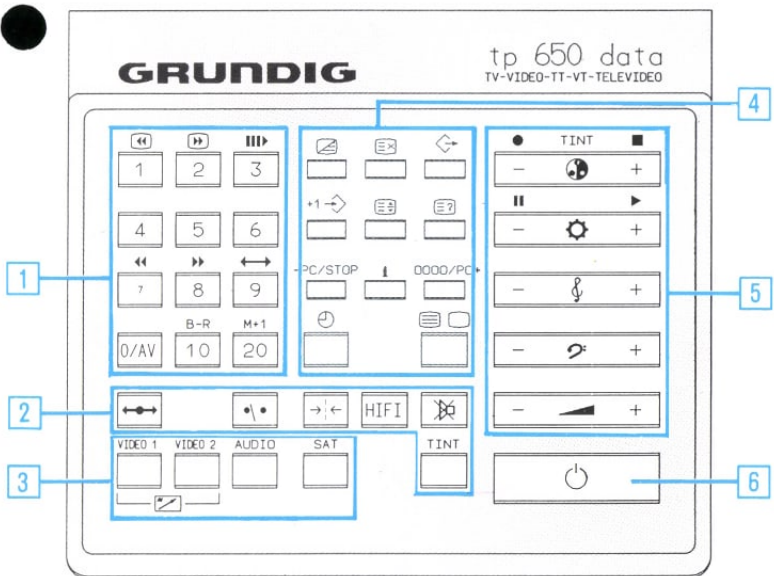 GRUNDIG
tp 650 data
TV-VIDEO-TT-VT-TELEVIDEO
4
TINT
1 2 3
- +
+1
4 5 6
- +
-PC/STOP i 0000/PC+
1
7 8 9
- +
5
B-R M+1
0/AV 10 20
- +
2
HIFI
- +
VIDEO 1 VIDEO 2 AUDIO SAT TINT
3
6